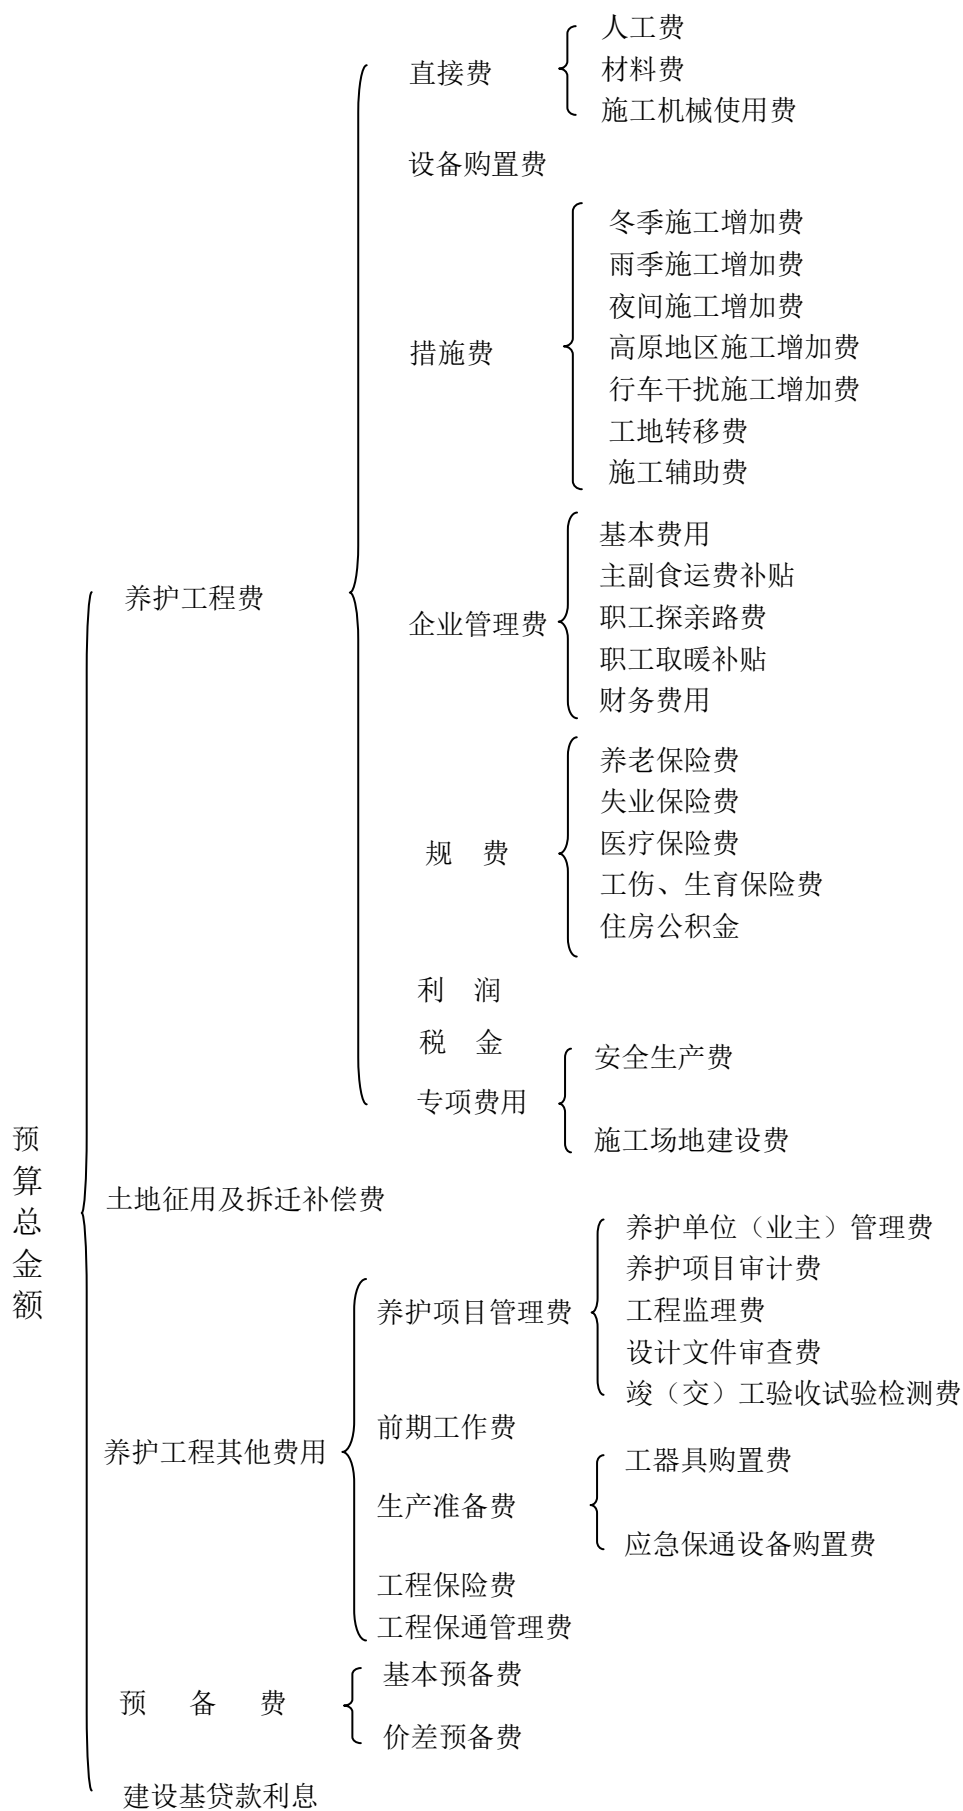 预算总金额
养护工程费
直接费
人工费
材料费
施工机械使用费
设备购置费
措施费
冬季施工增加费
雨季施工增加费
夜间施工增加费
高原地区施工增加费
行车干扰施工增加费
工地转移费
施工辅助费
企业管理费
基本费用
主副食运费补贴
职工探亲路费
职工取暖补贴
财务费用
规 费
养老保险费
失业保险费
医疗保险费
工伤、生育保险费
住房公积金
利 润
税 金
专项费用
安全生产费
施工场地建设费
土地征用及拆迁补偿费
养护工程其他费用
养护项目管理费
养护单位（业主）管理费
养护项目审计费
工程监理费
设计文件审查费
竣（交）工验收试验检测费
前期工作费
生产准备费
工器具购置费
应急保通设备购置费
工程保险费
工程保通管理费
预 备 费
基本预备费
价差预备费
建设基贷款利息